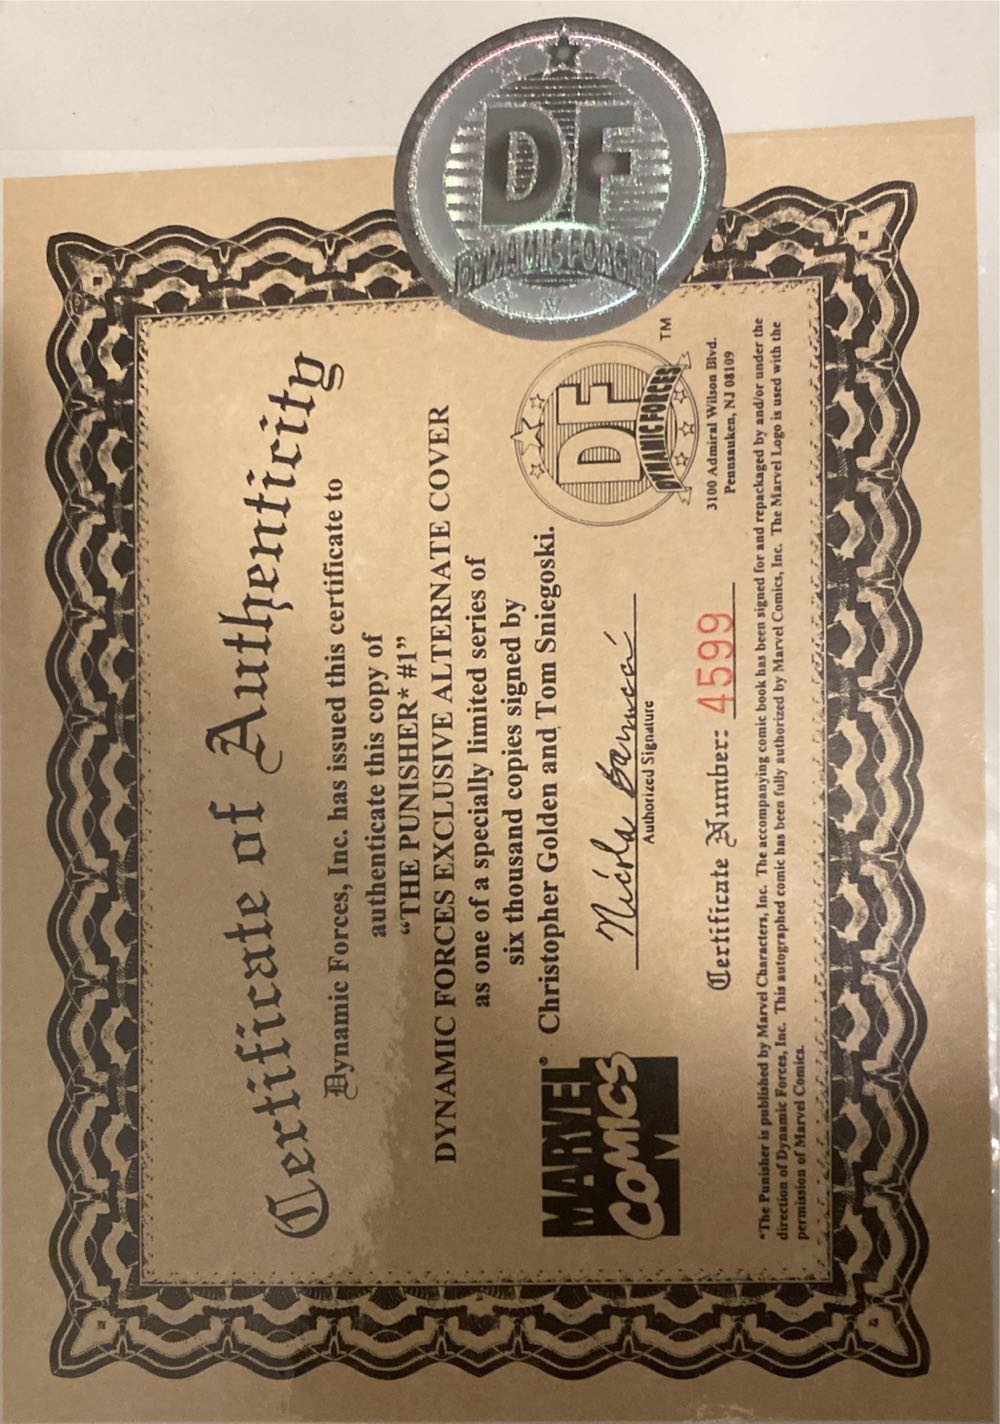 DF
DYNAMIC FORCES
Certificate of Authenticity
Dynamic Forces, Inc. has issued this certificate to
authenticate this copy of
“THE PUNISHER* #1”
DYNAMIC FORCES EXCLUSIVE ALTERNATE COVER
as one of a specially limited series of
six thousand copies signed by
Christopher Golden and Tom Sniegoski.
MARVEL®
COMICS
Authorized Signature
DF
DYNAMIC FORCES
TM
Certificate Number: 4599
3100 Admiral Wilson Blvd.
Pennsauken, NJ 08109
*The Punisher is published by Marvel Characters, Inc. The accompanying comic book has been signed for and repackaged by and/or under the
direction of Dynamic Forces, Inc. This autographed comic has been fully authorized by Marvel Comics, Inc. The Marvel Logo is used with the
permission of Marvel Comics.